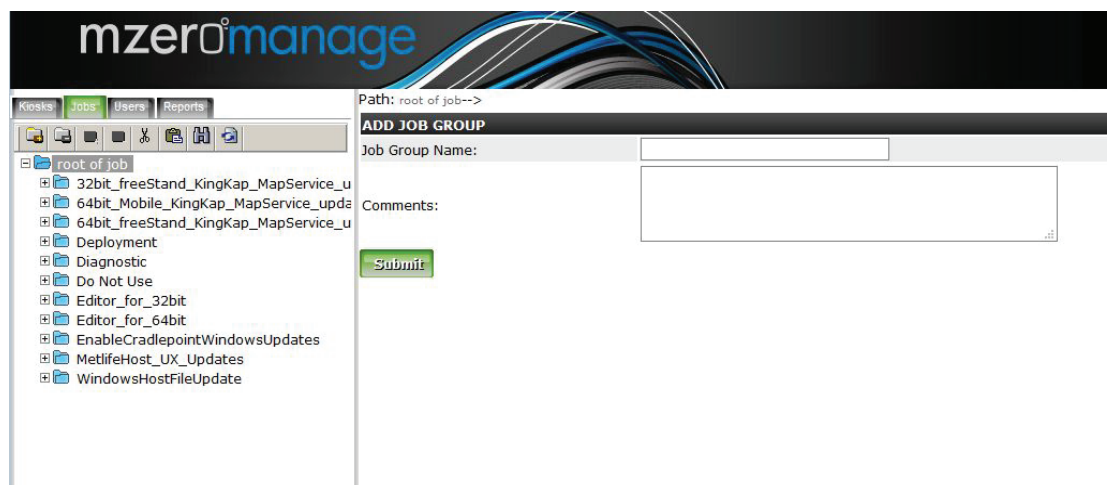 mzeromanage
Kiosks Jobs Users Reports
root of job
32bit_freeStand_KingKap_MapService_u
64bit_Mobile_KingKap_MapService_upda
64bit_freeStand_KingKap_MapService_u
Deployment
Diagnostic
Do Not Use
Editor_for_32bit
Editor_for_64bit
EnableCradlepointWindowsUpdates
MetlifeHost_UX_Updates
WindowsHostFileUpdate
Path: root of job-->
ADD JOB GROUP
Job Group Name:
Comments:
Submit